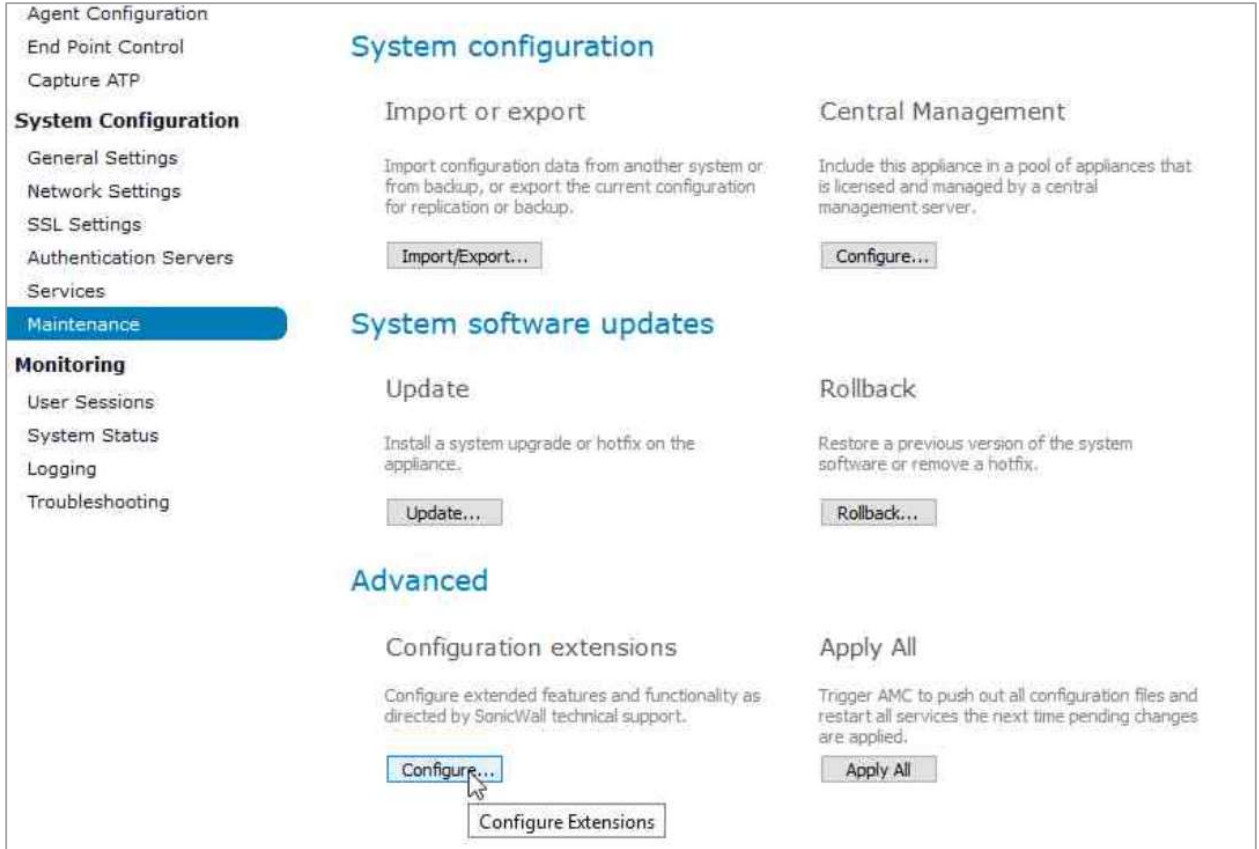 Agent Configuration
End Point Control
Capture ATP
System Configuration
General Settings
Network Settings
SSL Settings
Authentication Servers
Services
Maintenance
Monitoring
User Sessions
System Status
Logging
Troubleshooting
System configuration
Import or export
Import configuration data from another system or
from backup, or export the current configuration
for replication or backup.
Import/Export...
Central Management
Include this appliance in a pool of appliances that
is licensed and managed by a central
management server.
Configure...
System software updates
Update
Install a system upgrade or hotfix on the
appliance.
Update...
Rollback
Restore a previous version of the system
software or remove a hotfix.
Rollback...
Advanced
Configuration extensions
Configure extended features and functionality as
directed by SonicWall technical support.
Configure...
Configure Extensions
Apply All
Trigger AMC to push out all configuration files and
restart all services the next time pending changes
are applied.
Apply All